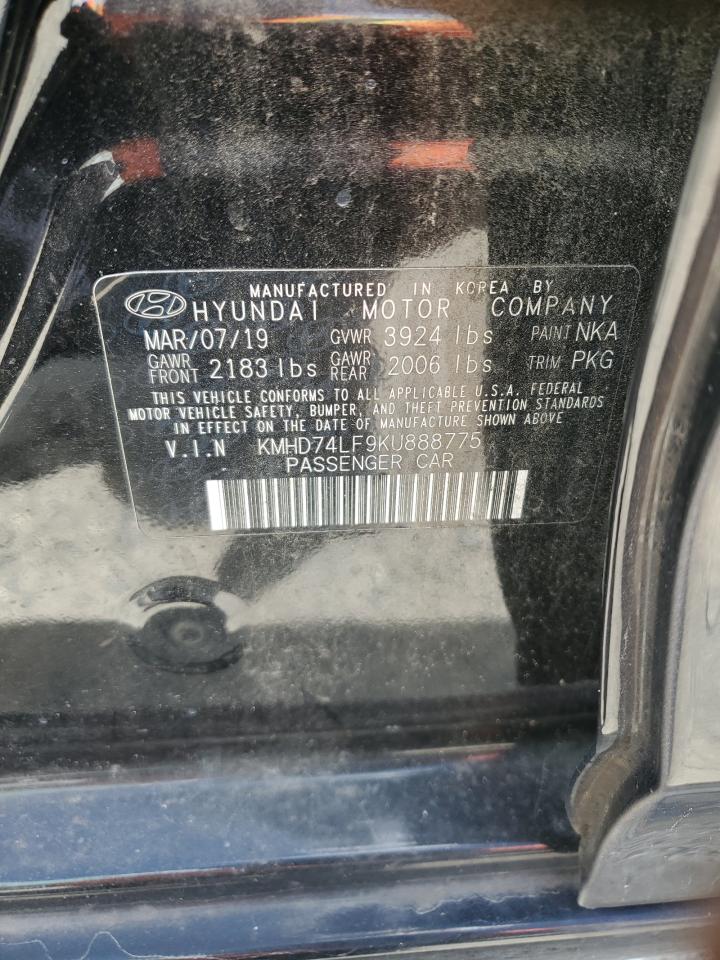 MANUFACTURED IN KOREA BY
HYUNDAI MOTOR COMPANY
MAR/07/19 GVWR 3924 lbs PAINT NKA
GAWR FRONT 2183 lbs GAWR REAR 2006 lbs TRIM PKG
THIS VEHICLE CONFORMS TO ALL APPLICABLE U.S.A. FEDERAL
MOTOR VEHICLE SAFETY, BUMPER, AND THEFT PREVENTION STANDARDS
IN EFFECT ON THE DATE OF MANUFACTURE SHOWN ABOVE.
V.I.N KMHD74LF9KU888775
PASSENGER CAR